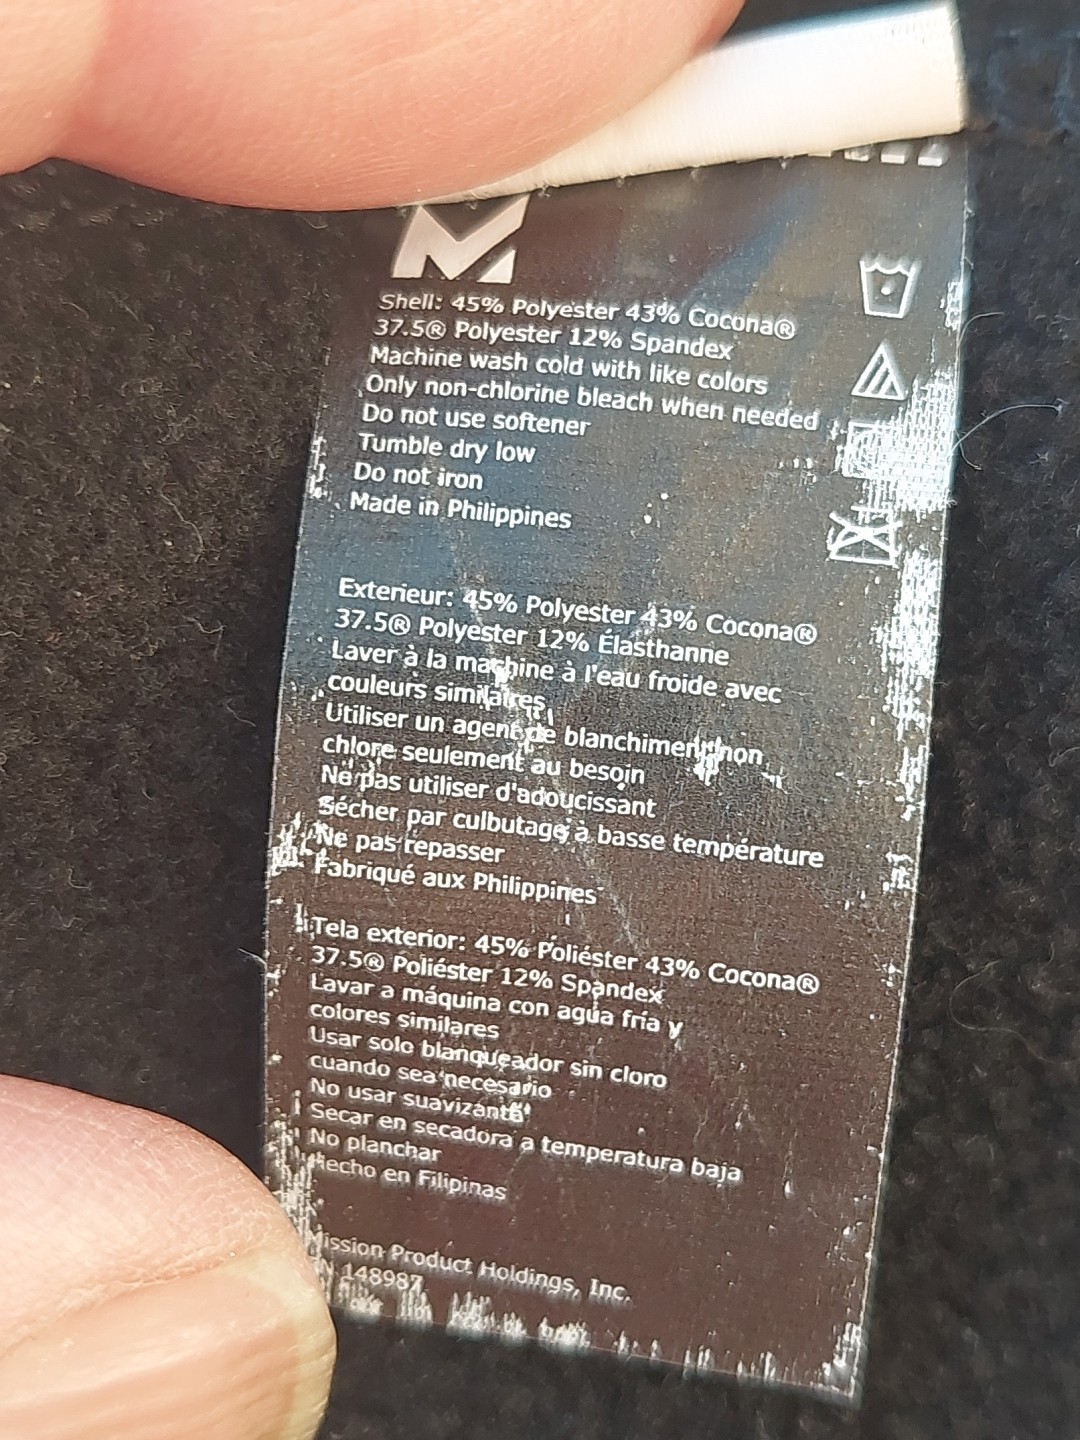 Shell: 45% Polyester 43% Cocona®
37.5® Polyester 12% Spandex
Machine wash cold with like colors
Only non-chlorine bleach when needed
Do not use softener
Tumble dry low
Do not iron
Made in Philippines
Exterieur: 45% Polyester 43% Cocona®
37.5® Polyester 12% Élasthanne
Laver à la machine à l'eau froide avec
couleurs similaires
Utiliser un agent de blanchiment non
chlore seulement au besoin
Ne pas utiliser d'adoucissant
Sécher par culbutage à basse température
Ne pas repasser
Fabriqué aux Philippines
Tela exterior: 45% Poliéster 43% Cocona®
37.5® Poliéster 12% Spandex
Lavar a máquina con agua fría y
colores similares
Usar solo blanqueador sin cloro
cuando sea necesario
No usar suavizante
Secar en secadora a temperatura baja
No planchar
Hecho en Filipinas
Mission Product Holdings, Inc.
148987